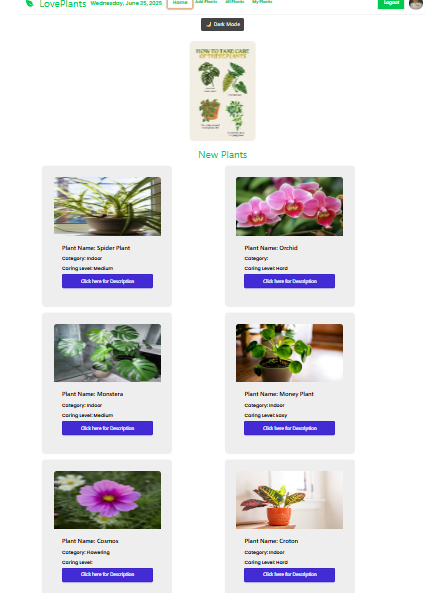 LovePlants
Wednesday, June 25, 2025
Home
Add Plants
All Plants
My Plants
Logout
Dark Mode
HOW TO TAKE CARE
OF THESE PLANTS
New Plants
Plant Name: Spider Plant
Category: Indoor
Caring Level: Medium
Click here for Description
Plant Name: Orchid
Category:
Caring Level: Hard
Click here for Description
Plant Name: Monstera
Category: Indoor
Caring Level: Medium
Click here for Description
Plant Name: Money Plant
Category: Indoor
Caring Level: Easy
Click here for Description
Plant Name: Cosmos
Category: Flowering
Caring Level:
Click here for Description
Plant Name: Croton
Category: Indoor
Caring Level: Hard
Click here for Description